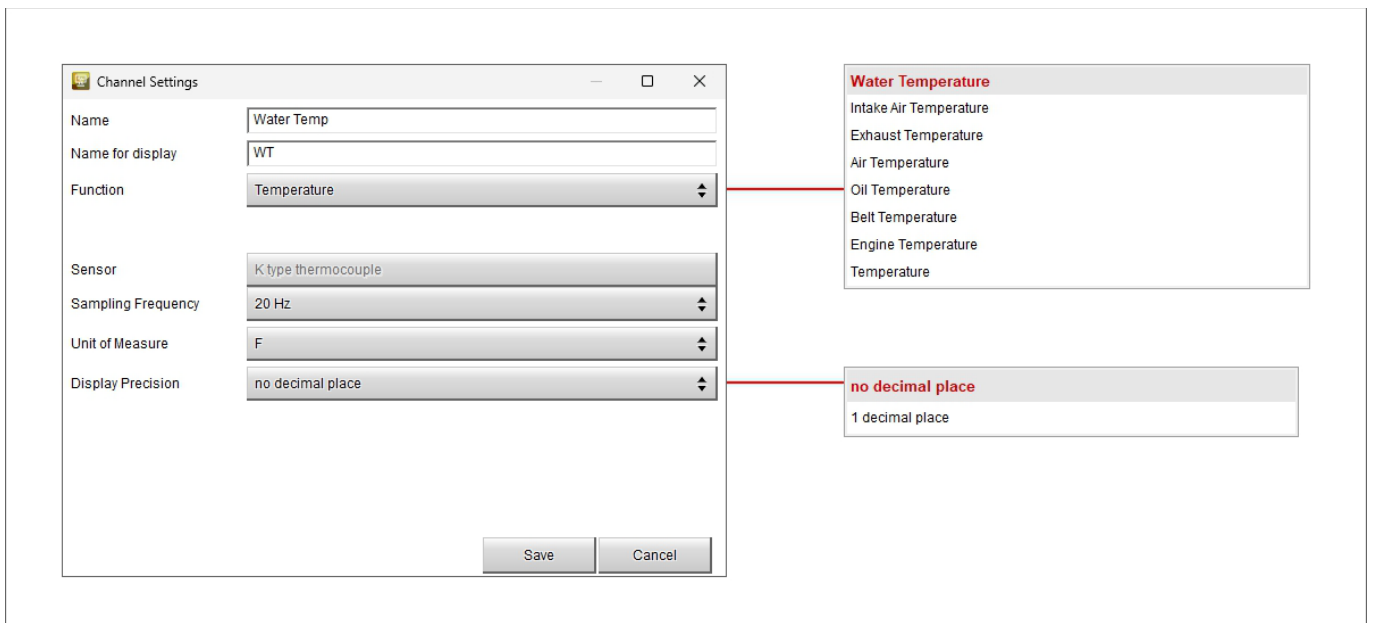 Channel Settings
Name
Water Temp
Name for display
WT
Function
Temperature
Sensor
K type thermocouple
Sampling Frequency
20 Hz
Unit of Measure
F
Display Precision
no decimal place
Save
Cancel
Water Temperature
Intake Air Temperature
Exhaust Temperature
Air Temperature
Oil Temperature
Belt Temperature
Engine Temperature
Temperature
no decimal place
1 decimal place